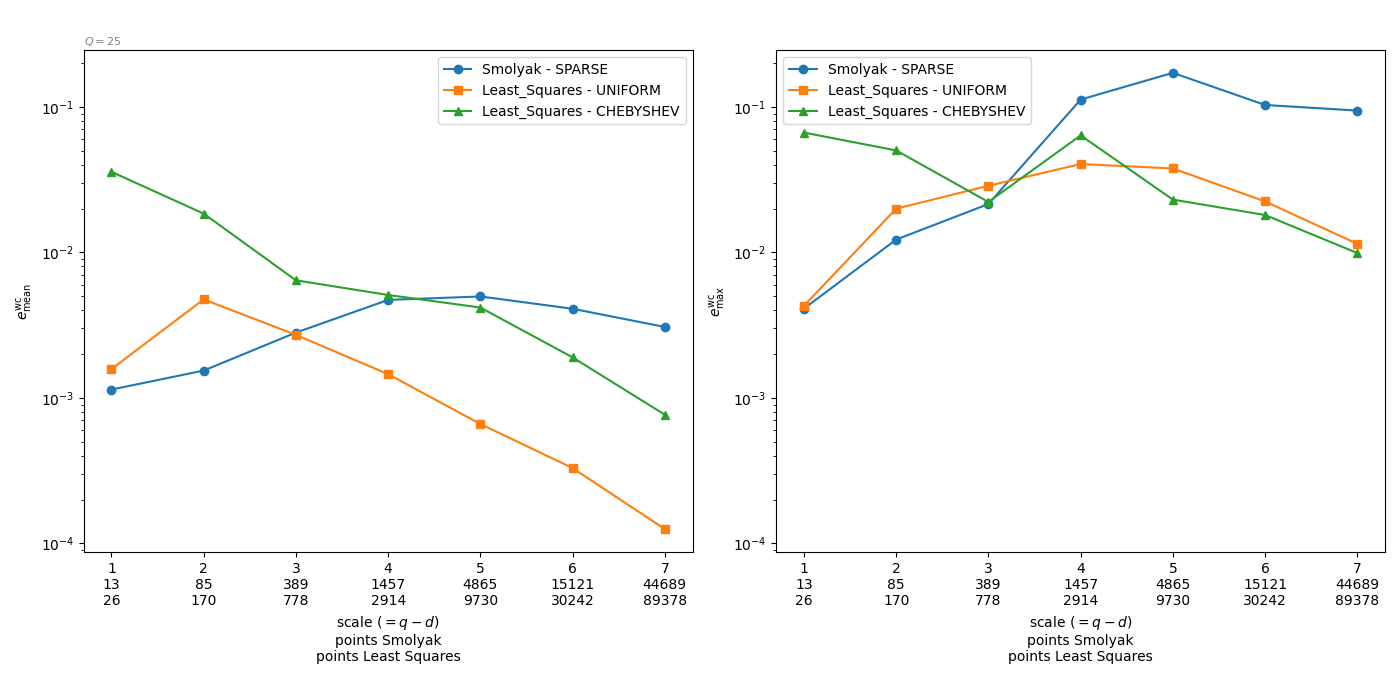 Q = 25
Smolyak - SPARSE
Least_Squares - UNIFORM
Least_Squares - CHEBYSHEV
10⁻¹
10⁻²
10⁻³
10⁻⁴
e^wc_mean
1 2 3 4 5 6 7
13 85 389 1457 4865 15121 44689
26 170 778 2914 9730 30242 89378
scale (= q − d)
points Smolyak
points Least Squares
Smolyak - SPARSE
Least_Squares - UNIFORM
Least_Squares - CHEBYSHEV
10⁻¹
10⁻²
10⁻³
10⁻⁴
e^wc_max
1 2 3 4 5 6 7
13 85 389 1457 4865 15121 44689
26 170 778 2914 9730 30242 89378
scale (= q − d)
points Smolyak
points Least Squares